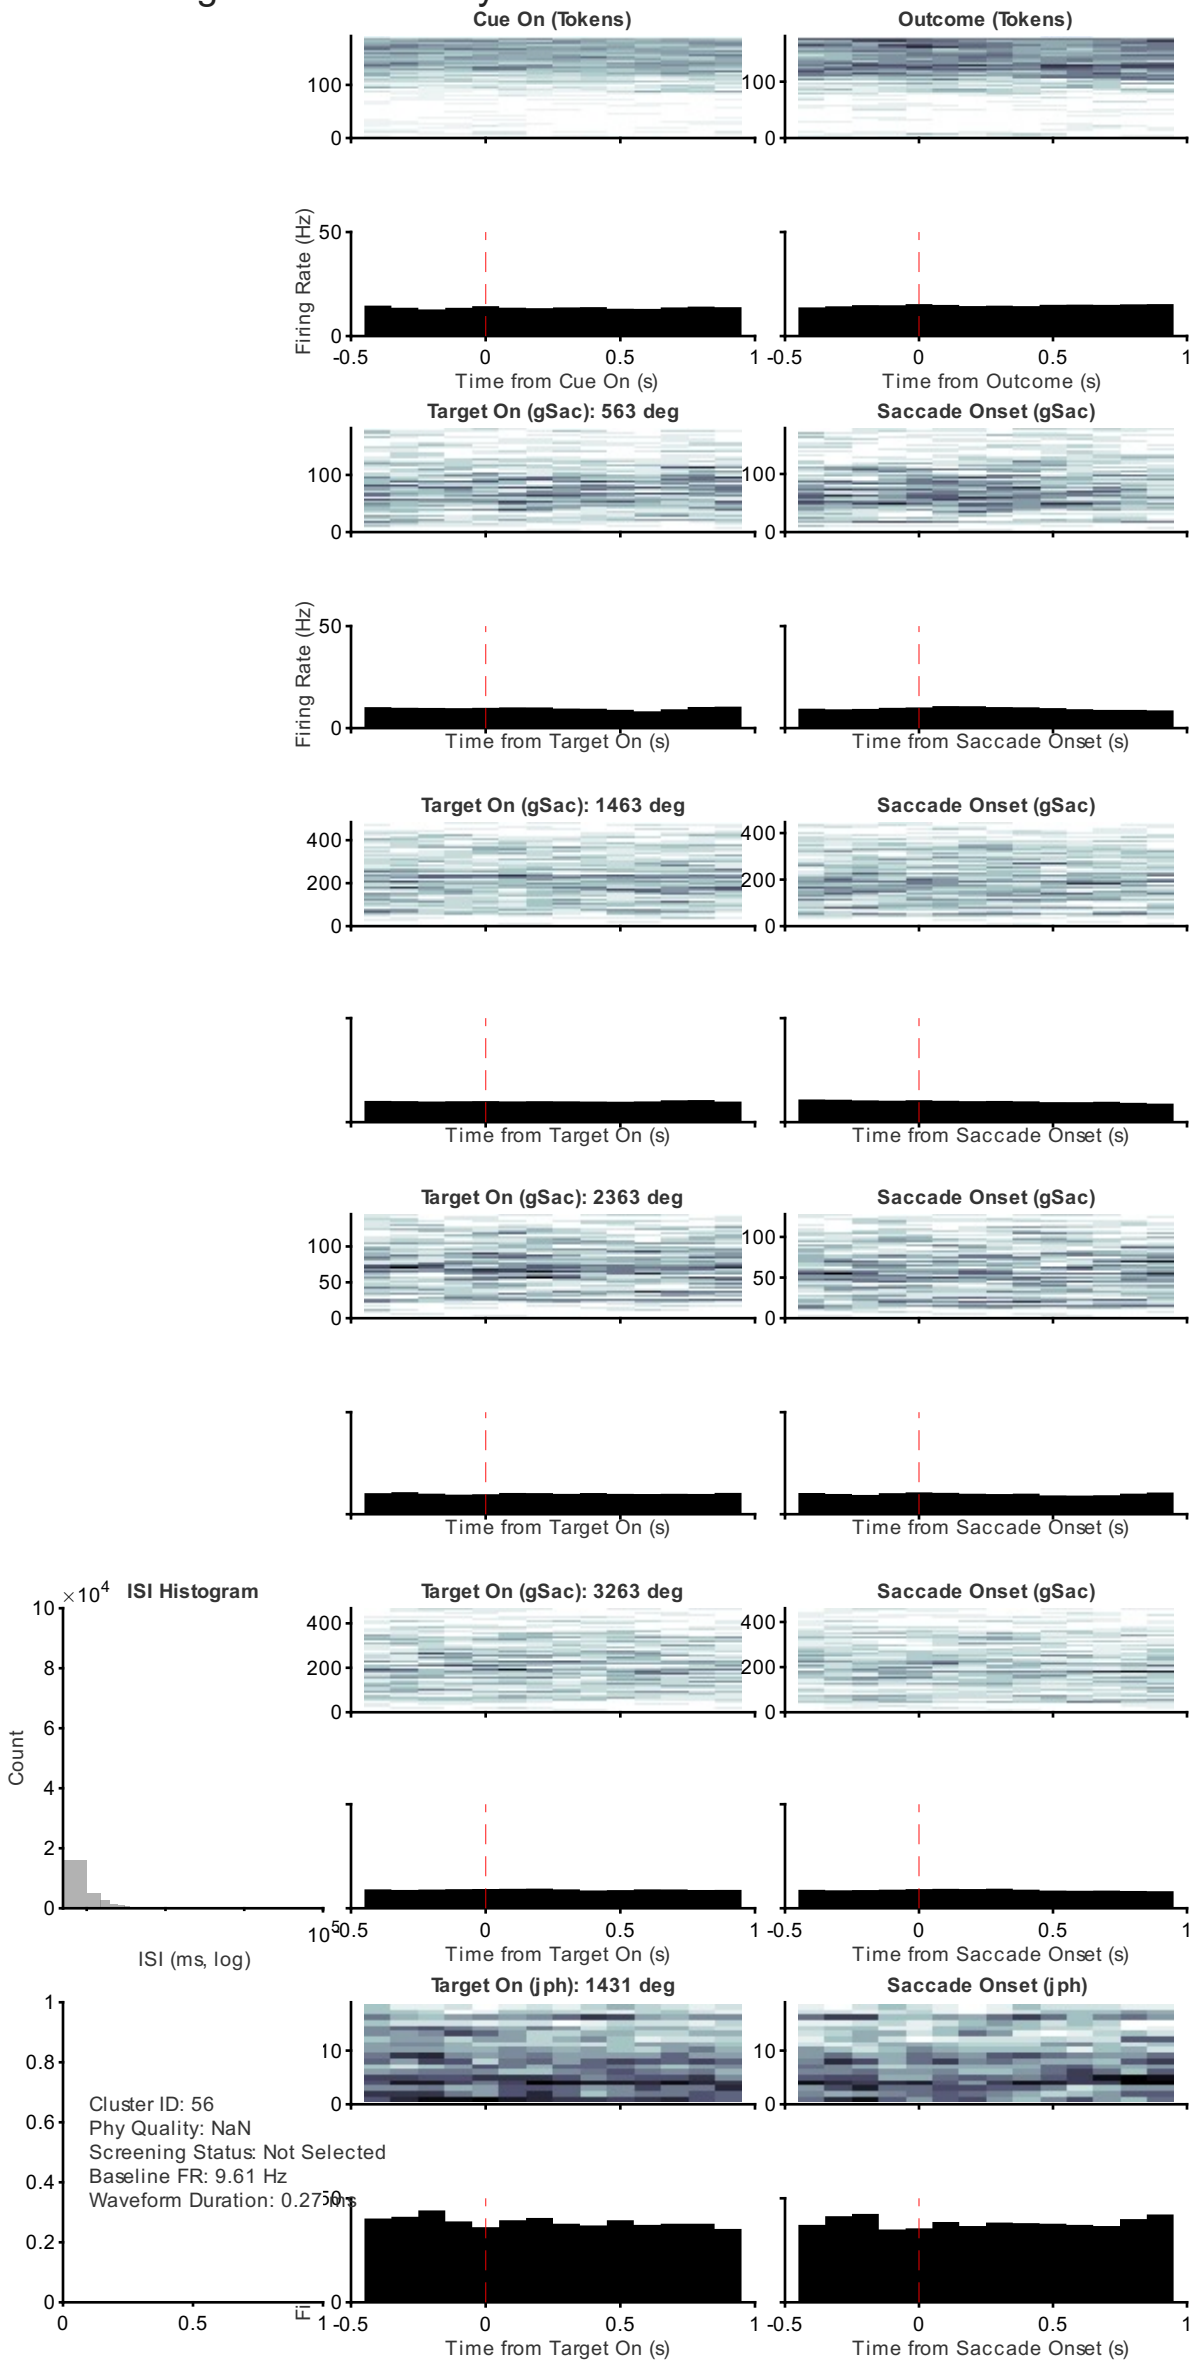 Cue On (Tokens)
Outcome (Tokens)
100
0
100
0
Firing Rate (Hz)
50
0
-0.5
0
0.5
1
-0.5
0
0.5
1
Time from Cue On (s)
Time from Outcome (s)
Target On (gSac): 563 deg
Saccade Onset (gSac)
100
0
100
0
Firing Rate (Hz)
50
0
Time from Target On (s)
Time from Saccade Onset (s)
Target On (gSac): 1463 deg
Saccade Onset (gSac)
400
200
0
400
200
0
Time from Target On (s)
Time from Saccade Onset (s)
Target On (gSac): 2363 deg
Saccade Onset (gSac)
100
50
0
100
50
0
Time from Target On (s)
Time from Saccade Onset (s)
ISI Histogram
×10⁴
10
8
6
4
2
0
Count
10⁵
ISI (ms, log)
Target On (gSac): 3263 deg
Saccade Onset (gSac)
400
200
0
400
200
0
-0.5
0
0.5
1
-0.5
0
0.5
1
Time from Target On (s)
Time from Saccade Onset (s)
Target On (jph): 1431 deg
Saccade Onset (jph)
10
0
10
0
1
0.8
0.6
0.4
0.2
0
0
0.5
1
Cluster ID: 56
Phy Quality: NaN
Screening Status: Not Selected
Baseline FR: 9.61 Hz
Waveform Duration: 0.27 ms
50
0
Fi
-0.5
0
0.5
1
-0.5
0
0.5
1
Time from Target On (s)
Time from Saccade Onset (s)